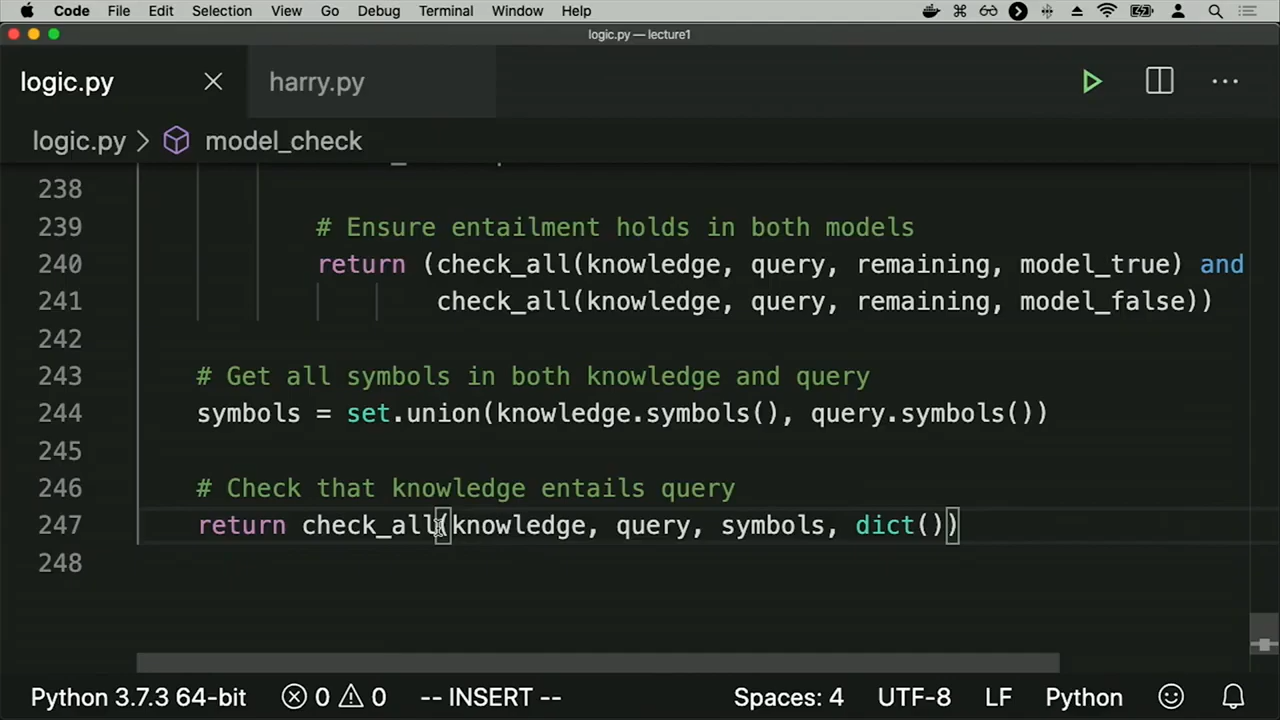 Code File Edit Selection View Go Debug Terminal Window Help
logic.py — lecture1
logic.py harry.py
logic.py model_check
238
239 # Ensure entailment holds in both models
240 return (check_all(knowledge, query, remaining, model_true) and
241 check_all(knowledge, query, remaining, model_false))
242
243 # Get all symbols in both knowledge and query
244 symbols = set.union(knowledge.symbols(), query.symbols())
245
246 # Check that knowledge entails query
247 return check_all(knowledge, query, symbols, dict())
248
Python 3.7.3 64-bit 0 0 -- INSERT -- Spaces: 4 UTF-8 LF Python